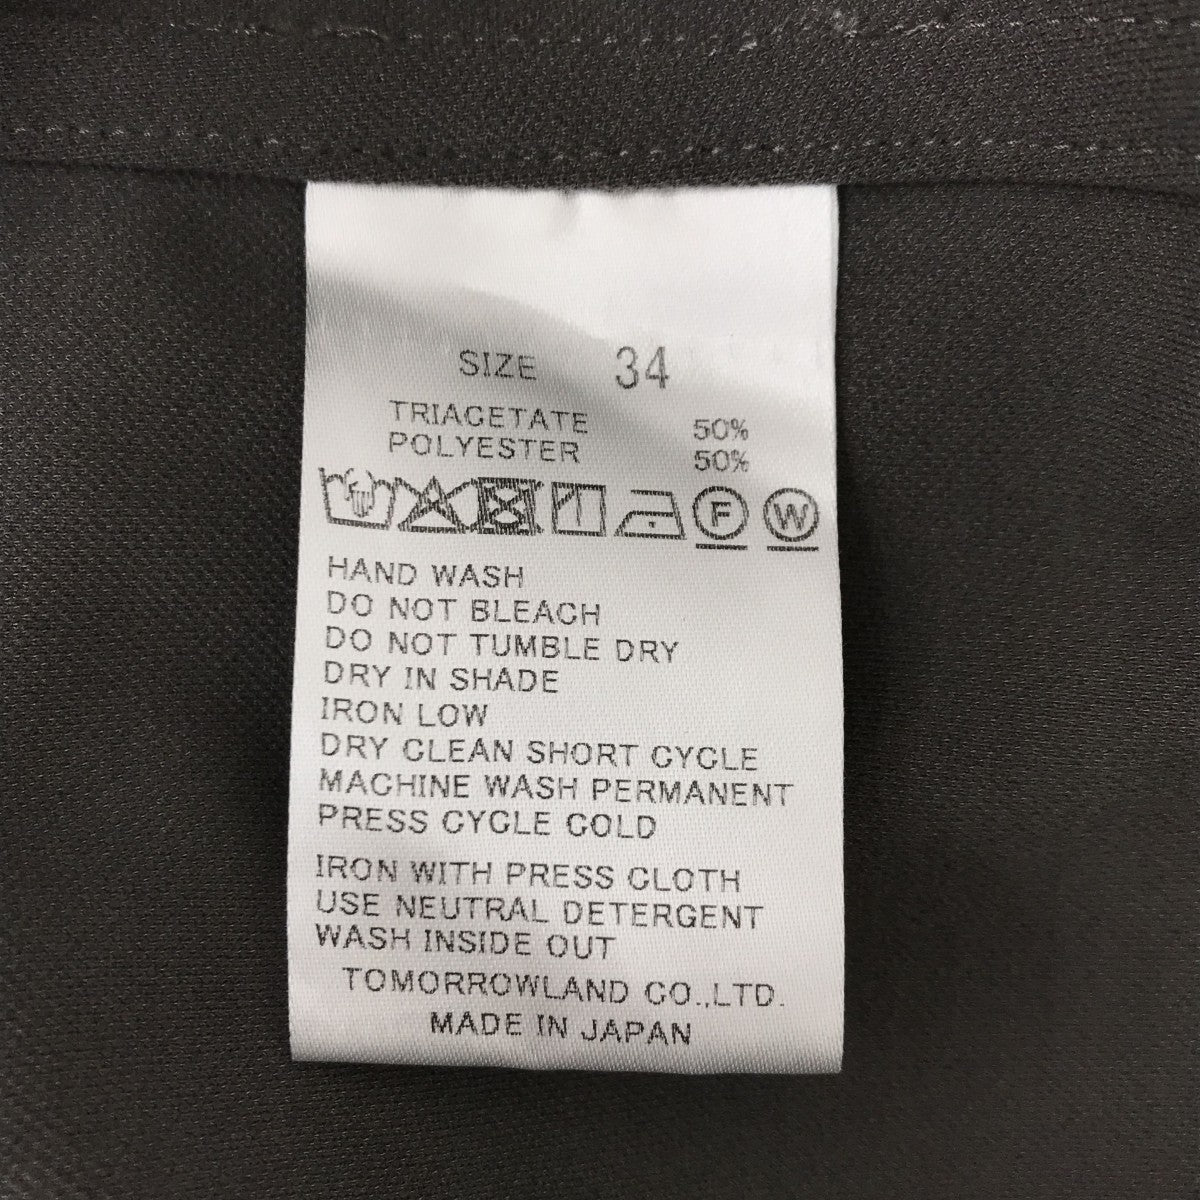 SIZE 34
TRIACETATE 50%
POLYESTER 50%
F W
HAND WASH
DO NOT BLEACH
DO NOT TUMBLE DRY
DRY IN SHADE
IRON LOW
DRY CLEAN SHORT CYCLE
MACHINE WASH PERMANENT
PRESS CYCLE COLD
IRON WITH PRESS CLOTH
USE NEUTRAL DETERGENT
WASH INSIDE OUT
TOMORROWLAND CO.,LTD.
MADE IN JAPAN